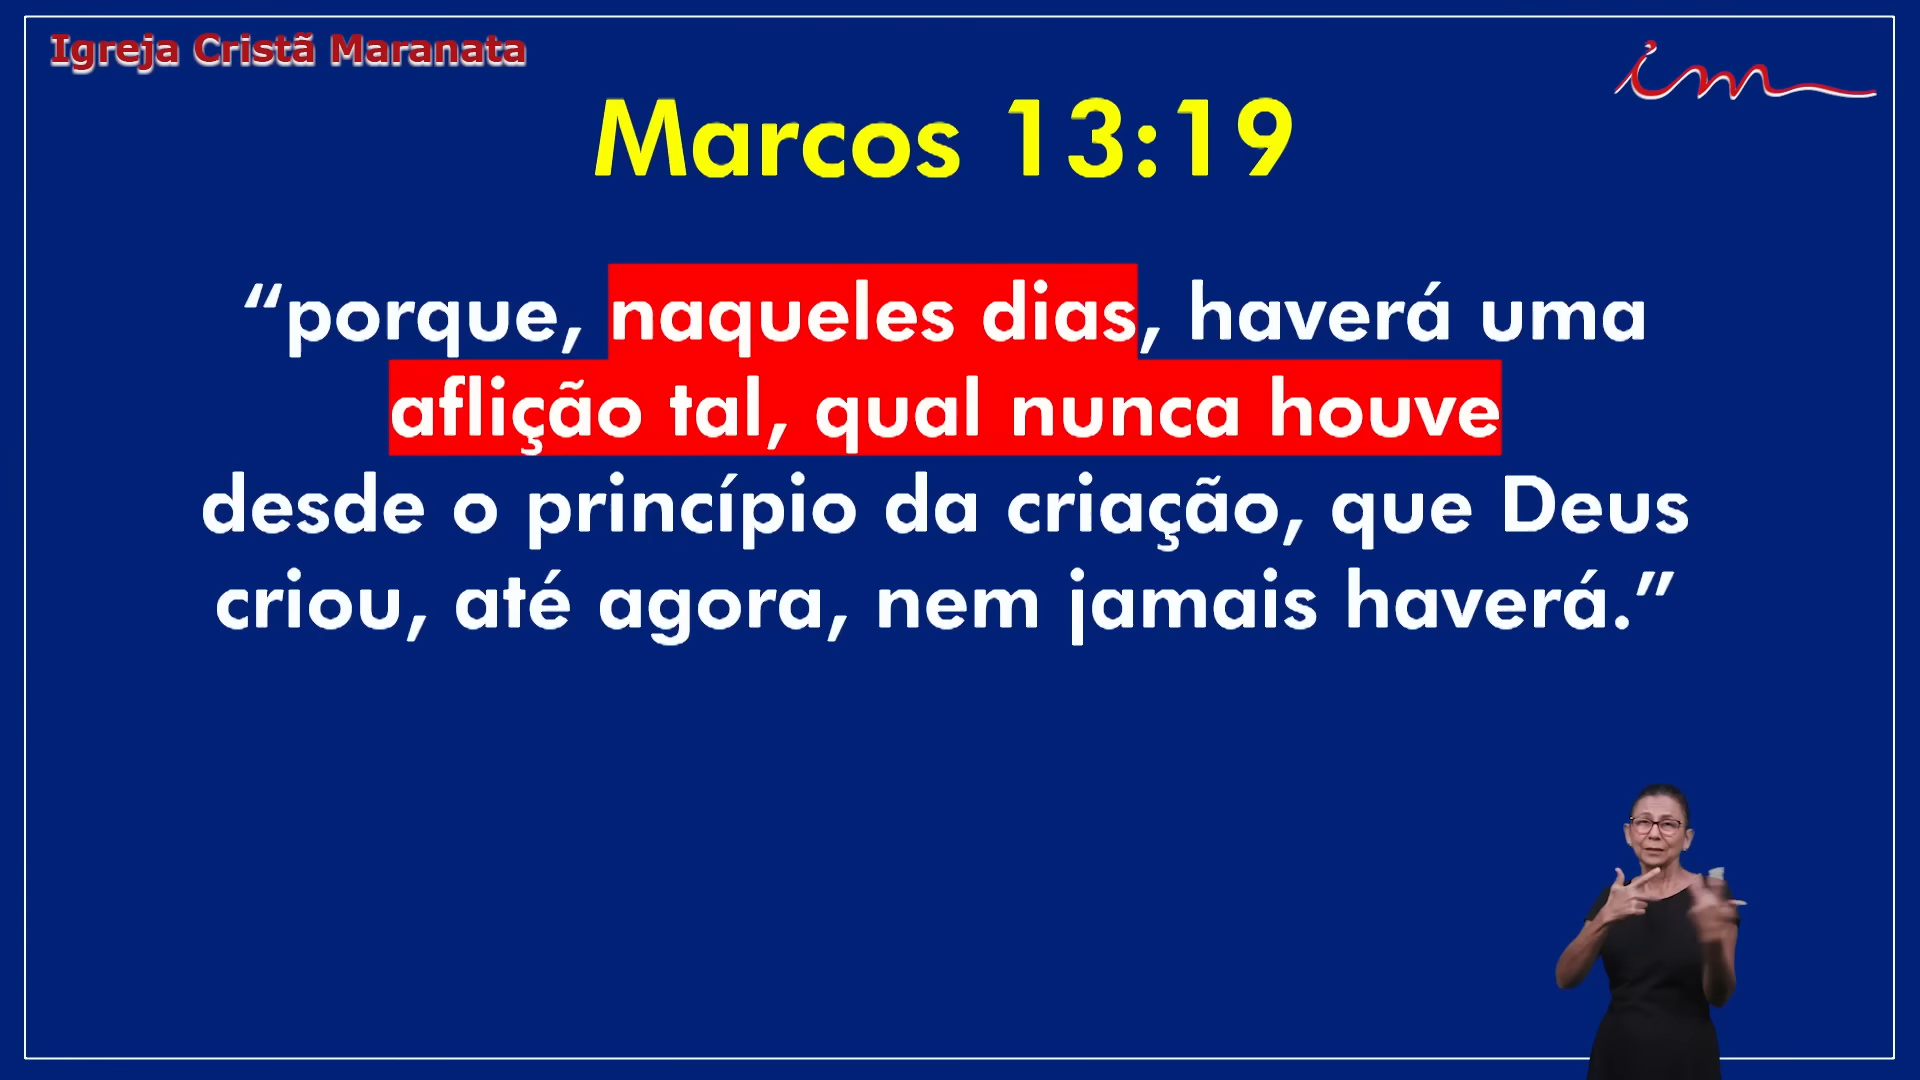 Igreja Cristã Maranata
im
Marcos 13:19
“porque, naqueles dias, haverá uma
aflição tal, qual nunca houve
desde o princípio da criação, que Deus
criou, até agora, nem jamais haverá.”